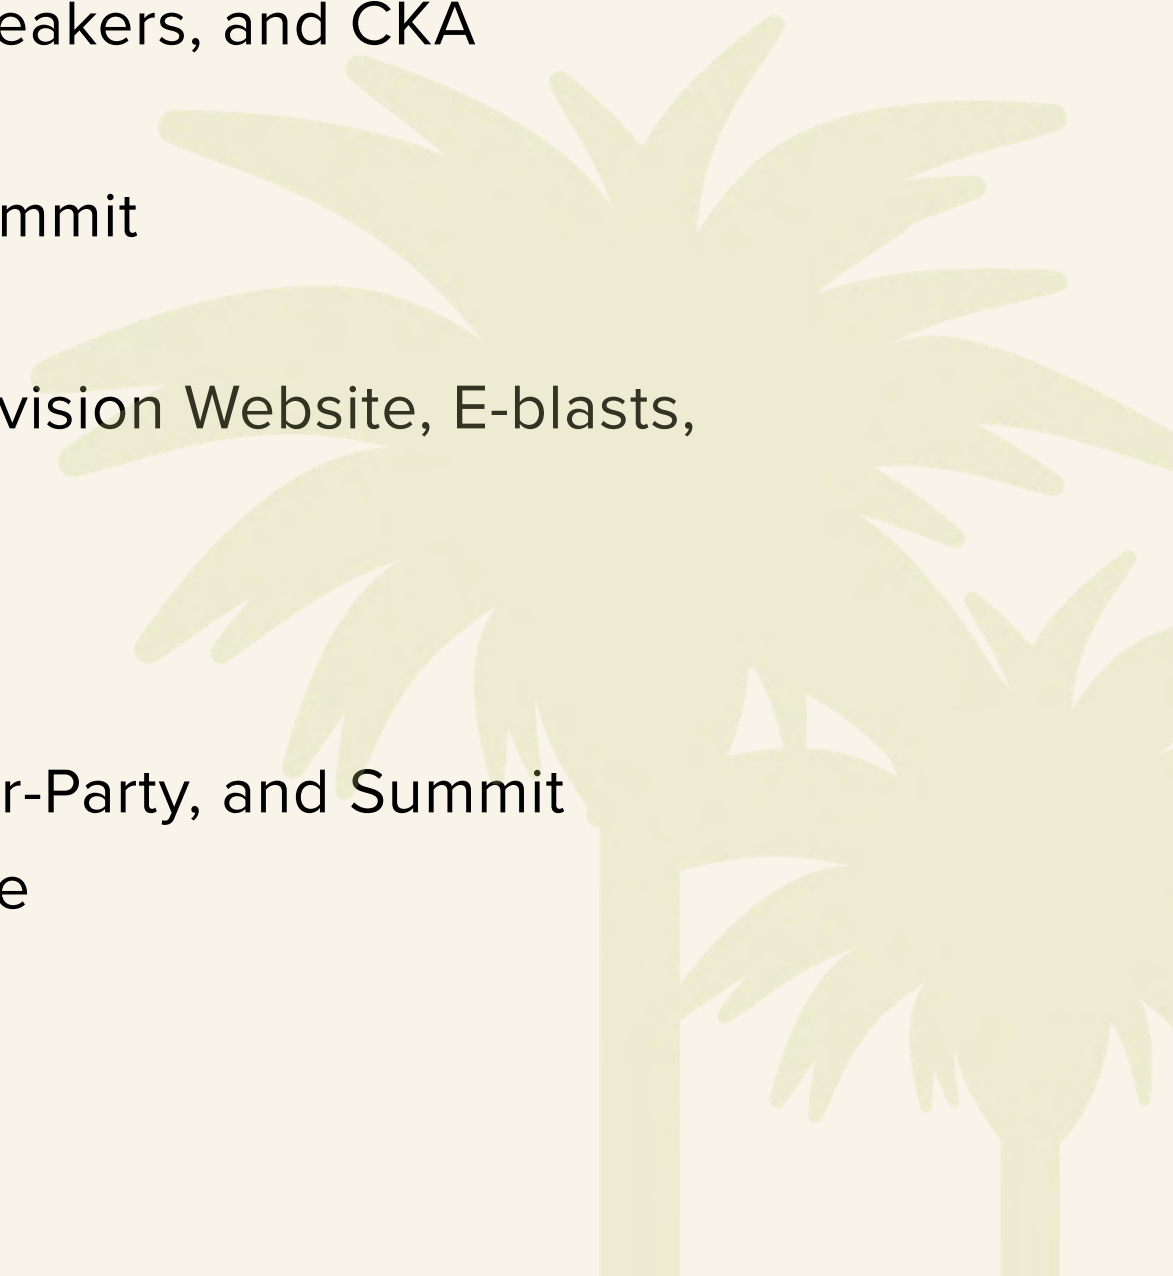 eakers, and CKA
mmit
vision Website, E-blasts,
r-Party, and Summit
e